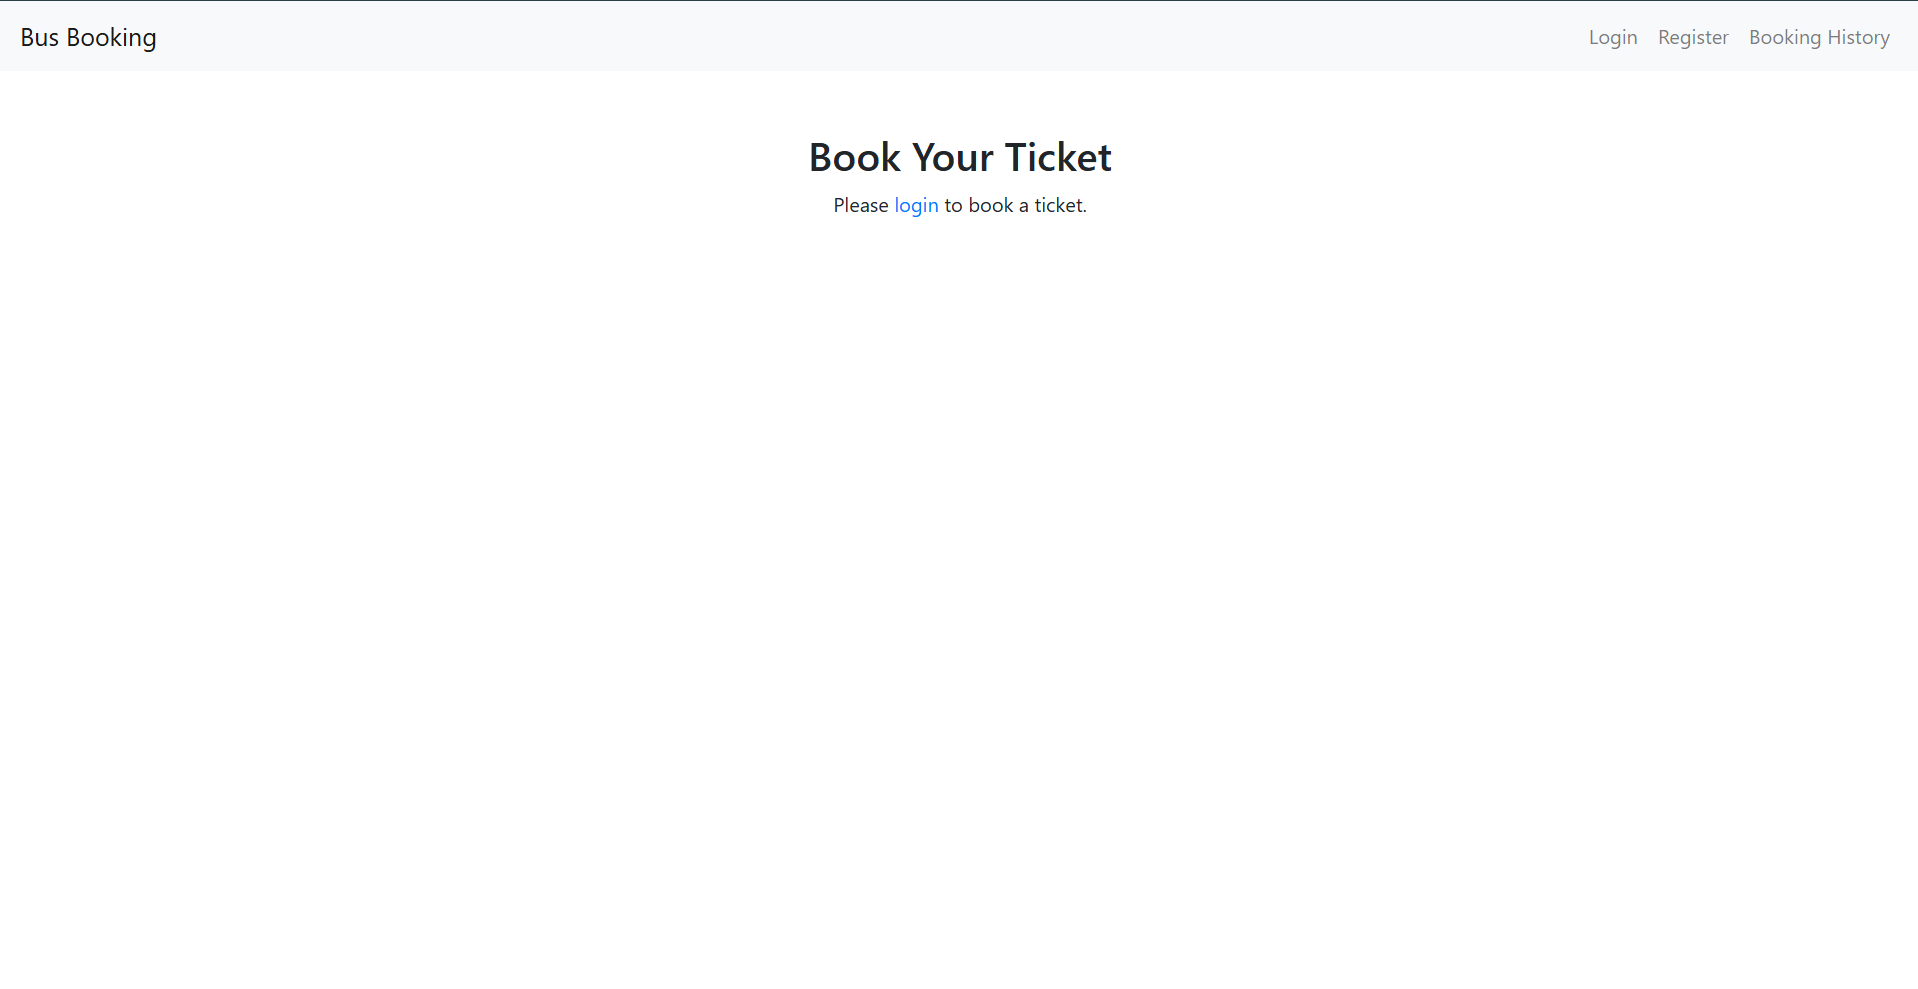 Bus Booking
Login Register Booking History
Book Your Ticket
Please login to book a ticket.